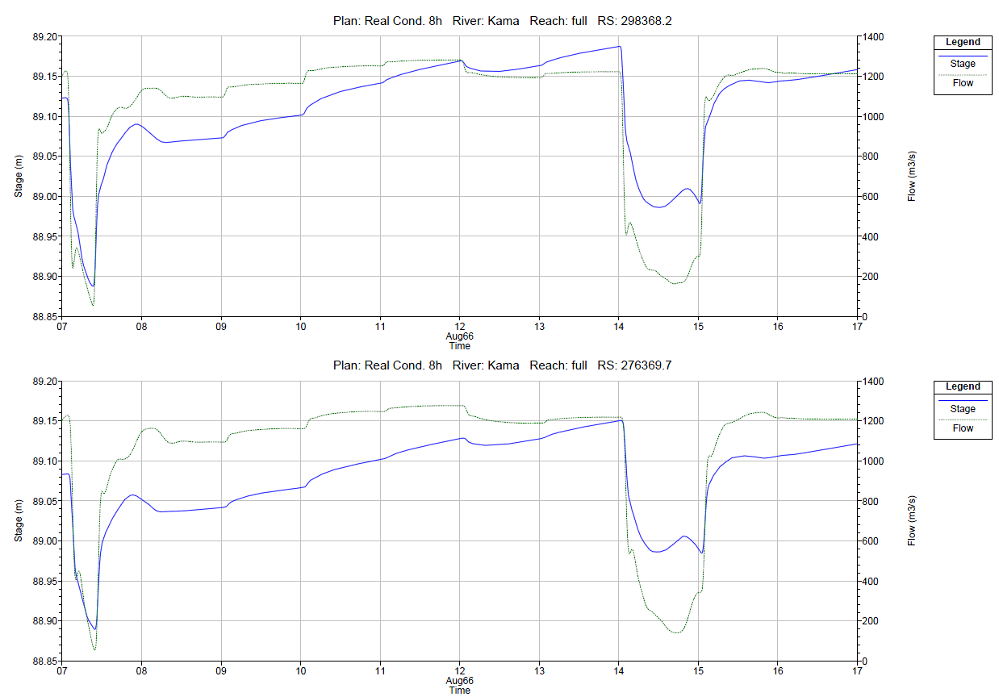 Plan: Real Cond. 8h River: Kama Reach: full RS: 298368.2
89.20
89.15
89.10
89.05
89.00
88.95
88.90
88.85
Stage (m)
1400
1200
1000
800
600
400
200
0
Flow (m3/s)
07 08 09 10 11 12 13 14 15 16 17
Aug66
Time
Legend
Stage
Flow
Plan: Real Cond. 8h River: Kama Reach: full RS: 276369.7
89.20
89.15
89.10
89.05
89.00
88.95
88.90
88.85
Stage (m)
1400
1200
1000
800
600
400
200
0
Flow (m3/s)
07 08 09 10 11 12 13 14 15 16 17
Aug66
Time
Legend
Stage
Flow